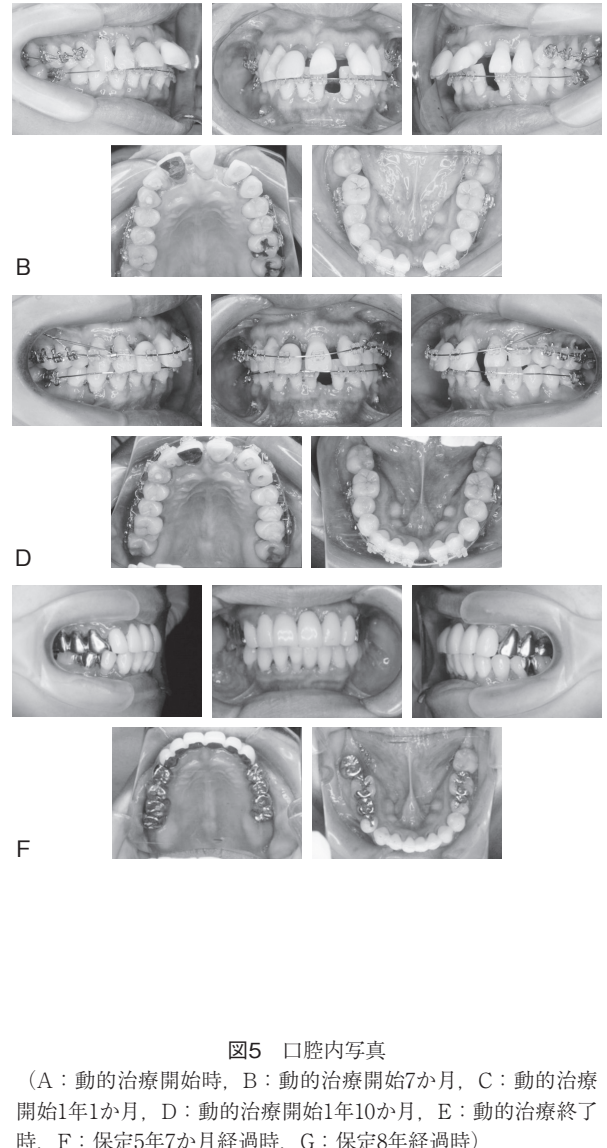 B
D
F
図5 口腔内写真
（A：動的治療開始時，B：動的治療開始7か月，C：動的治療
開始1年1か月，D：動的治療開始1年10か月，E：動的治療終了
時，F：保定5年7か月経過時，G：保定8年経過時）